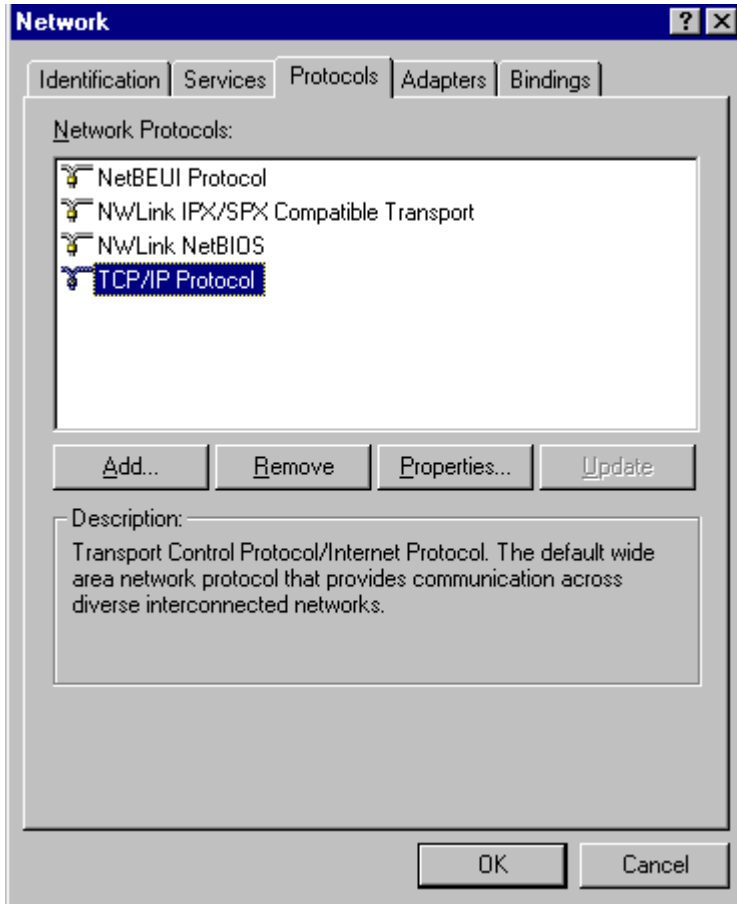 Network
Identification Services Protocols Adapters Bindings
Network Protocols:
NetBEUI Protocol
NWLink IPX/SPX Compatible Transport
NWLink NetBIOS
TCP/IP Protocol
Add... Remove Properties... Update
Description:
Transport Control Protocol/Internet Protocol. The default wide
area network protocol that provides communication across
diverse interconnected networks.
OK Cancel